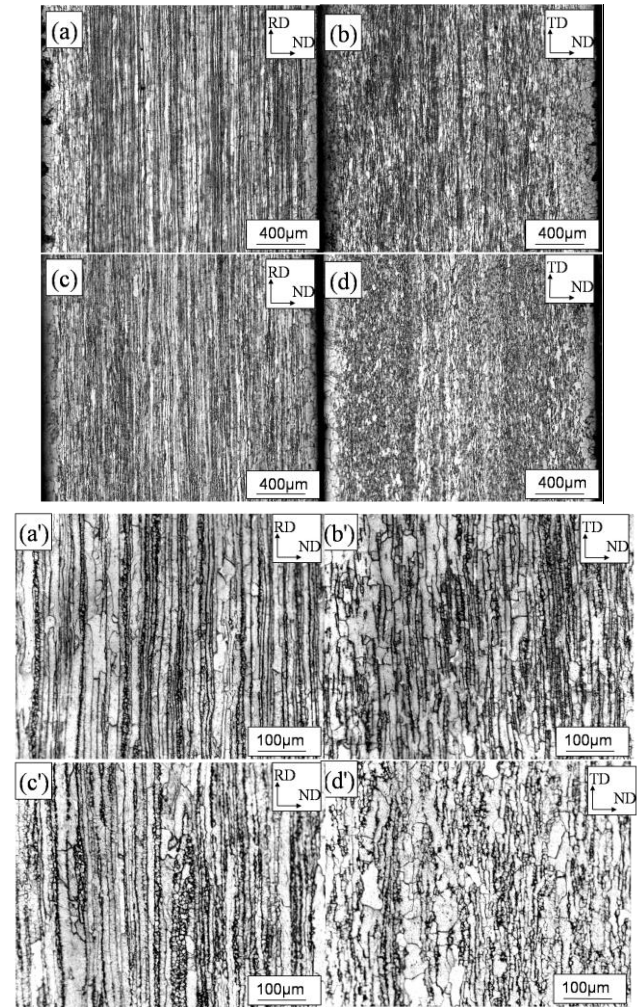 (a)
RD
ND
400μm
(b)
TD
ND
400μm
(c)
RD
ND
400μm
(d)
TD
ND
400μm
(a')
RD
ND
100μm
(b')
TD
ND
100μm
(c')
RD
ND
100μm
(d')
TD
ND
100μm